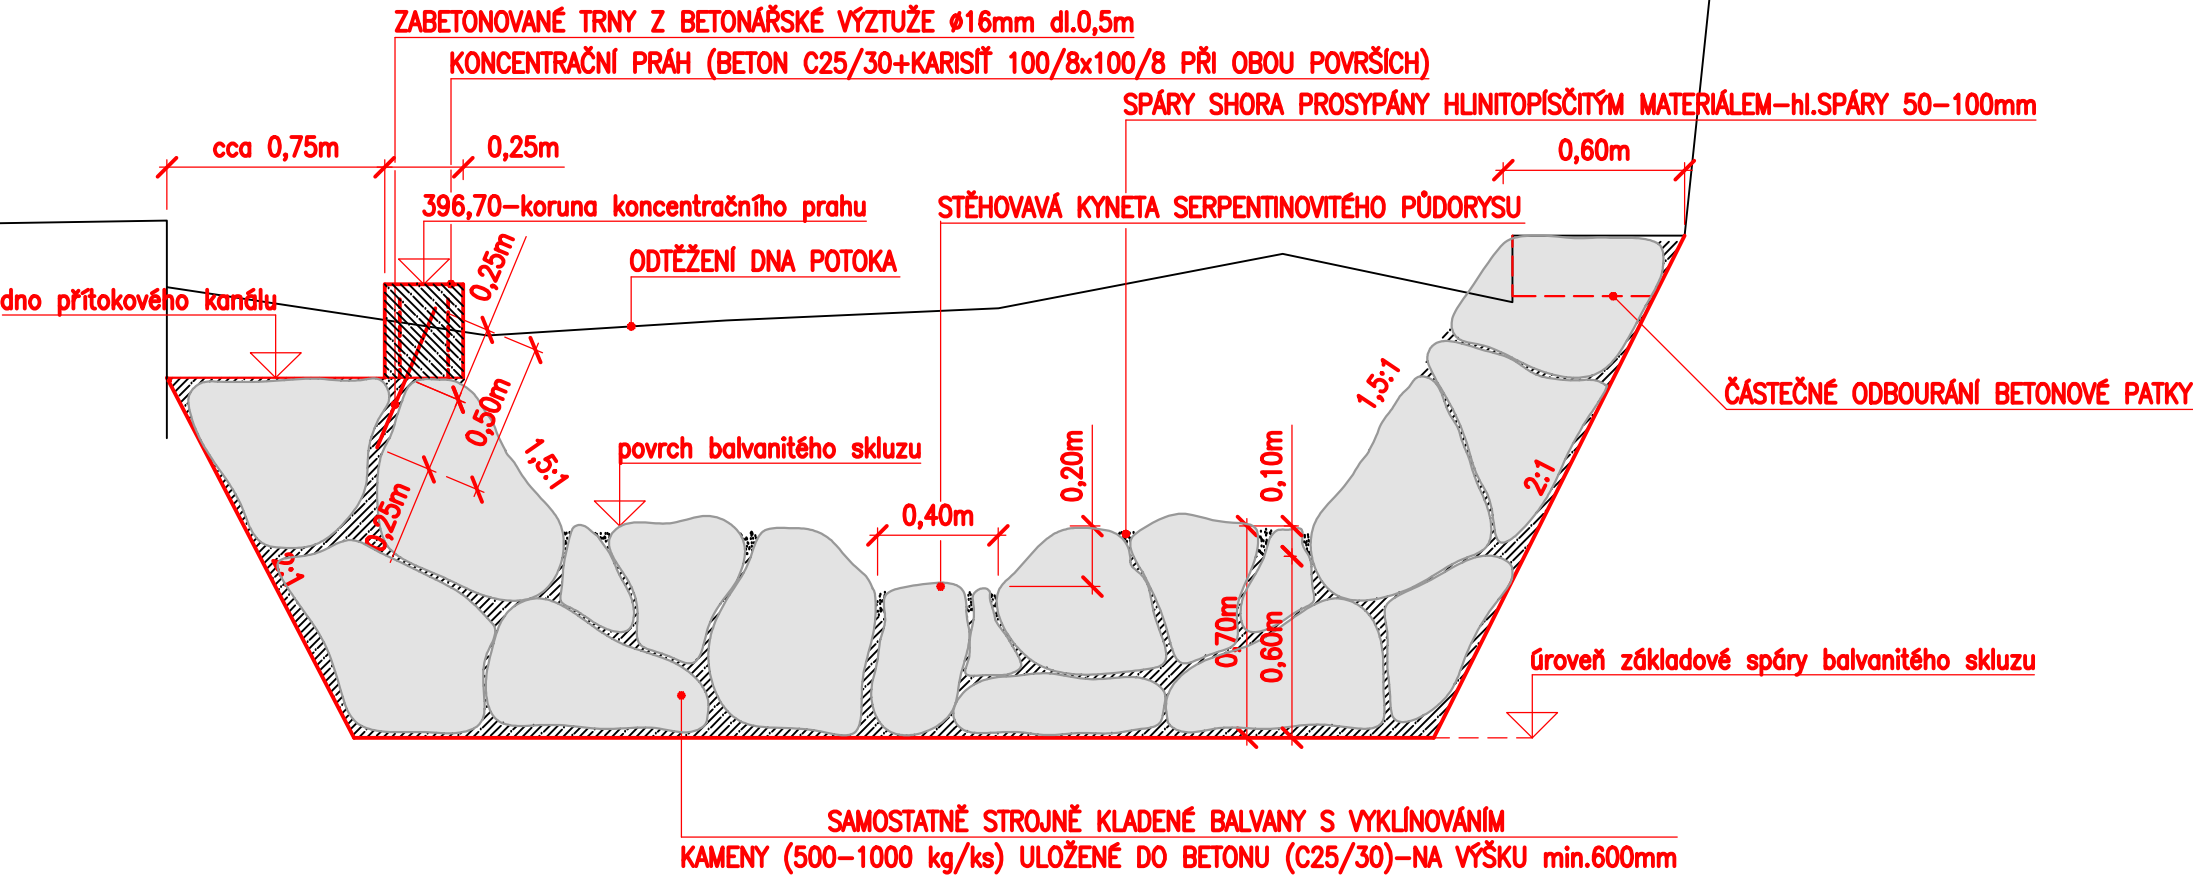 ZABETONOVANÉ TRNY Z BETONÁŘSKÉ VÝZTUŽE ø16mm dl.0,5m
KONCENTRAČNÍ PRÁH (BETON C25/30+KARISÍŤ 100/8x100/8 PŘI OBOU POVRŠÍCH)
SPÁRY SHORA PROSYPÁNY HLINITOPÍSČITÝM MATERIÁLEM-hl.SPÁRY 50-100mm
cca 0,75m
0,25m
0,60m
396,70-koruna koncentračního prahu
STĚHOVAVÁ KYNETA SERPENTINOVITÉHO PŮDORYSU
0,25m
ODTĚŽENÍ DNA POTOKA
dno přítokového kanálu
ČÁSTEČNÉ ODBOURÁNÍ BETONOVÉ PATKY
0,50m
1,5:1
1,5:1
povrch balvanitého skluzu
0,20m
0,10m
2:1
0,40m
0,25m
0,70m
0,60m
úroveň základové spáry balvanitého skluzu
SAMOSTATNĚ STROJNĚ KLADENÉ BALVANY S VYKLÍNOVÁNÍM
KAMENY (500-1000 kg/ks) ULOŽENÉ DO BETONU (C25/30)-NA VÝŠKU min.600mm